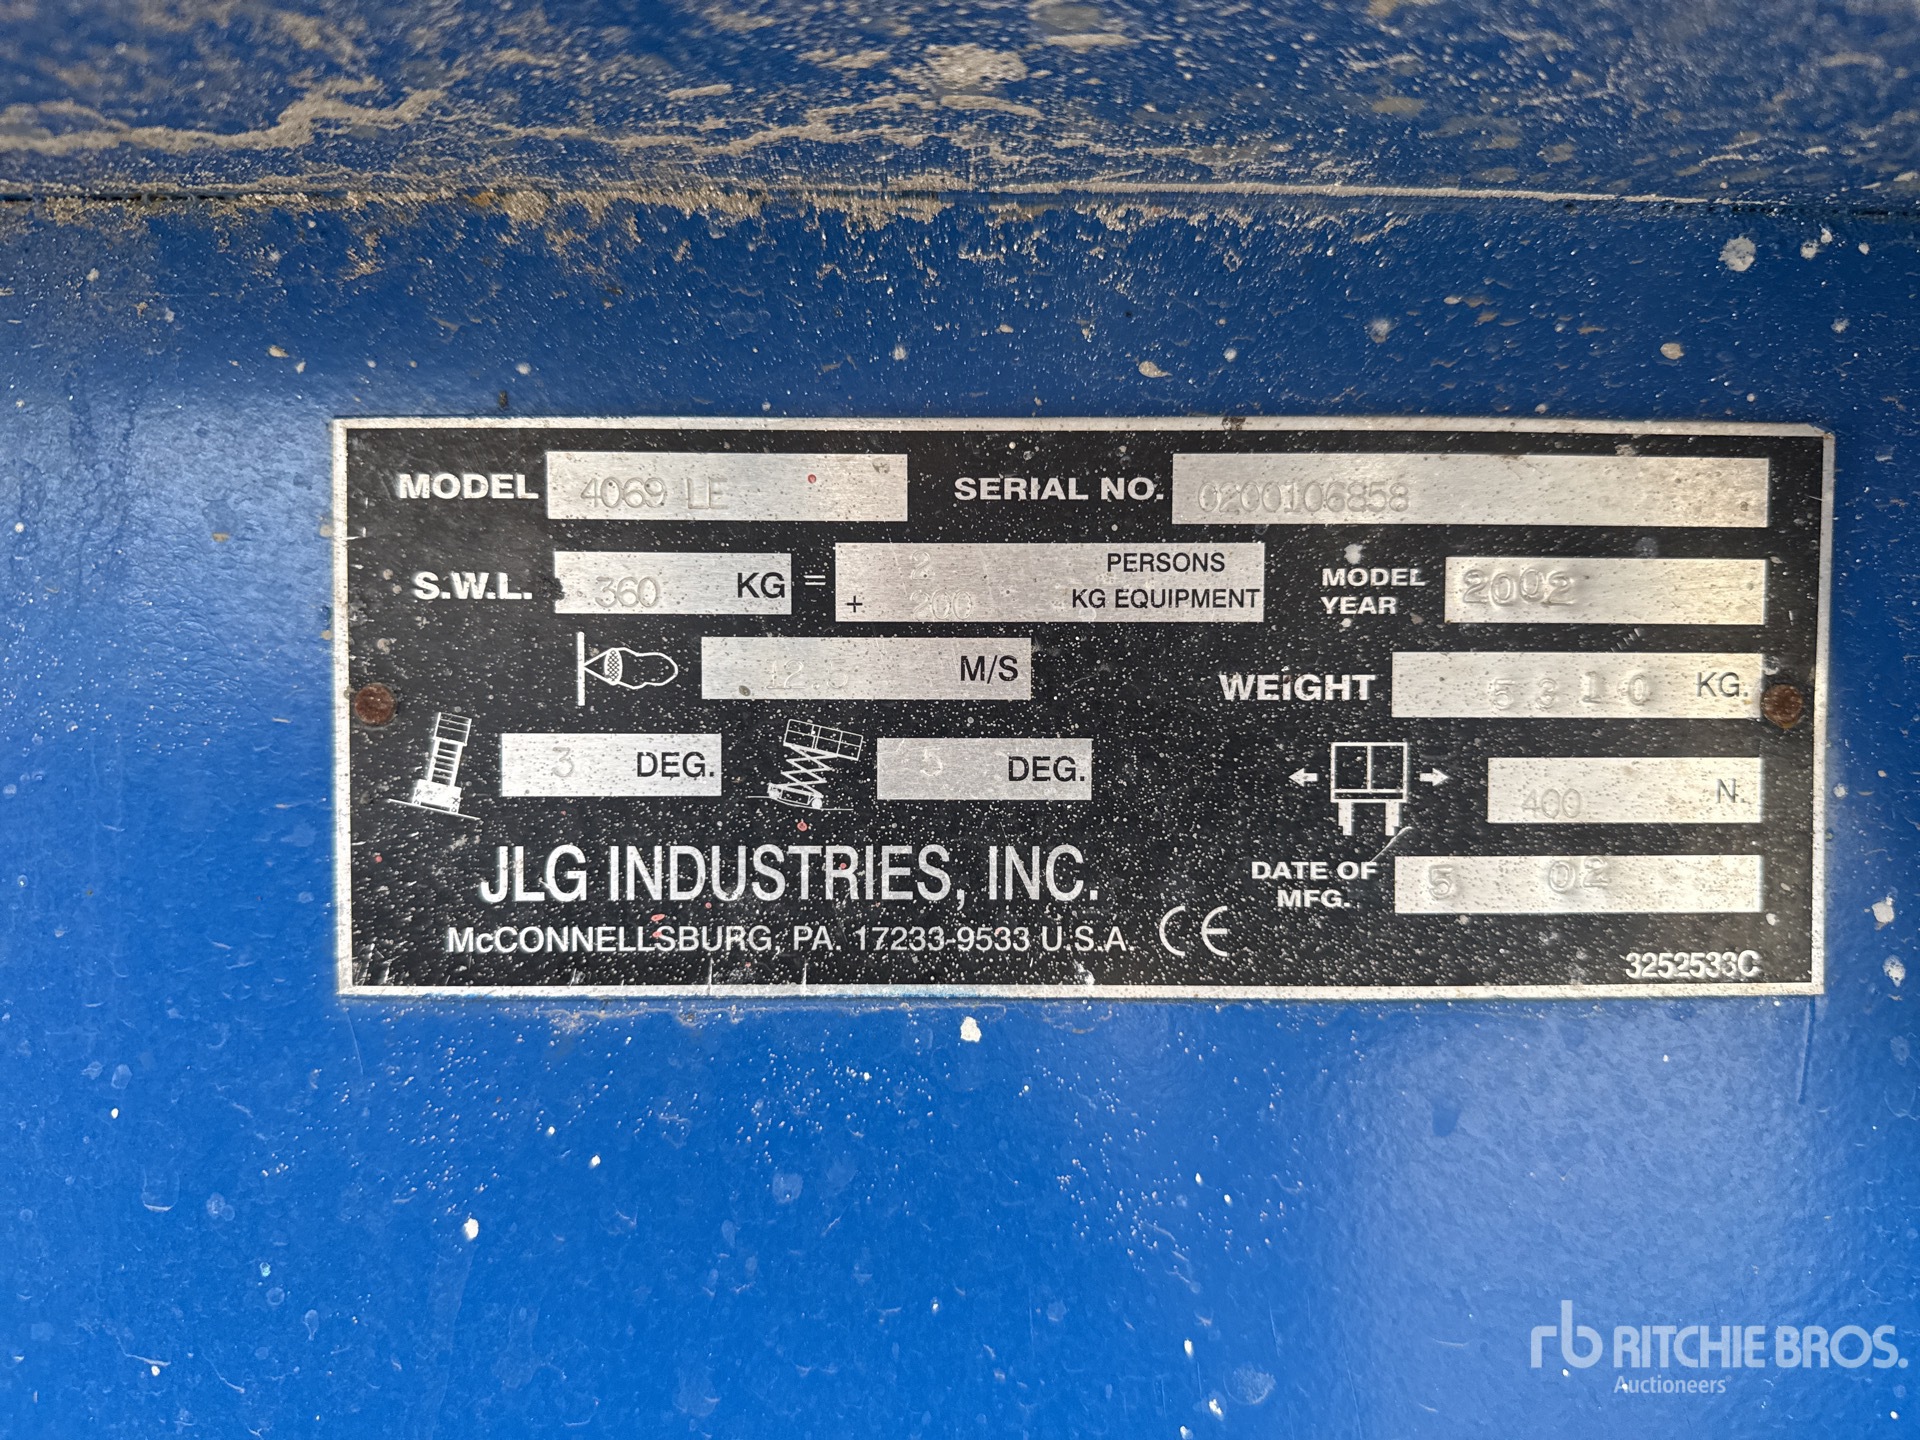 MODEL 4069 LE SERIAL NO. 0200106858
S.W.L. 360 KG = 2 PERSONS
+ 200 KG EQUIPMENT
MODEL YEAR 2002
12.5 M/S
WEIGHT 5310 KG.
3 DEG. 5 DEG.
400 N.
JLG INDUSTRIES, INC.
DATE OF MFG. 5 02
McCONNELLSBURG, PA. 17233-9533 U.S.A. CE
3252533C
rb RITCHIE BROS.
Auctioneers